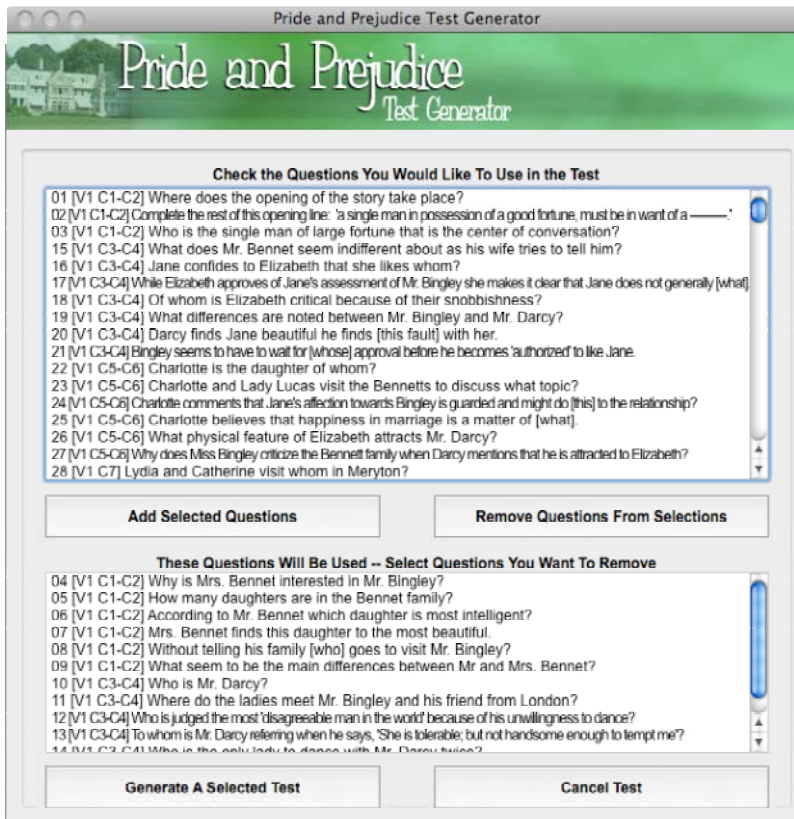 Pride and Prejudice Test Generator
Pride and Prejudice
Test Generator
Check the Questions You Would Like To Use in the Test
01 [V1 C1-C2] Where does the opening of the story take place?
02 [V1 C1-C2] Complete the rest of this opening line: 'a single man in possession of a good fortune, must be in want of a ———.'
03 [V1 C1-C2] Who is the single man of large fortune that is the center of conversation?
15 [V1 C3-C4] What does Mr. Bennet seem indifferent about as his wife tries to tell him?
16 [V1 C3-C4] Jane confides to Elizabeth that she likes whom?
17 [V1 C3-C4] While Elizabeth approves of Jane's assessment of Mr. Bingley she makes it clear that Jane does not generally [what].
18 [V1 C3-C4] Of whom is Elizabeth critical because of their snobbishness?
19 [V1 C3-C4] What differences are noted between Mr. Bingley and Mr. Darcy?
20 [V1 C3-C4] Darcy finds Jane beautiful he finds [this fault] with her.
21 [V1 C3-C4] Bingley seems to have to wait for [whose] approval before he becomes 'authorized' to like Jane.
22 [V1 C5-C6] Charlotte is the daughter of whom?
23 [V1 C5-C6] Charlotte and Lady Lucas visit the Bennetts to discuss what topic?
24 [V1 C5-C6] Charlotte comments that Jane's affection towards Bingley is guarded and might do [this] to the relationship?
25 [V1 C5-C6] Charlotte believes that happiness in marriage is a matter of [what].
26 [V1 C5-C6] What physical feature of Elizabeth attracts Mr. Darcy?
27 [V1 C5-C6] Why does Miss Bingley criticize the Bennett family when Darcy mentions that he is attracted to Elizabeth?
28 [V1 C7] Lydia and Catherine visit whom in Meryton?
Add Selected Questions
Remove Questions From Selections
These Questions Will Be Used -- Select Questions You Want To Remove
04 [V1 C1-C2] Why is Mrs. Bennet interested in Mr. Bingley?
05 [V1 C1-C2] How many daughters are in the Bennet family?
06 [V1 C1-C2] According to Mr. Bennet which daughter is most intelligent?
07 [V1 C1-C2] Mrs. Bennet finds this daughter to the most beautiful.
08 [V1 C1-C2] Without telling his family [who] goes to visit Mr. Bingley?
09 [V1 C1-C2] What seem to be the main differences between Mr and Mrs. Bennet?
10 [V1 C3-C4] Who is Mr. Darcy?
11 [V1 C3-C4] Where do the ladies meet Mr. Bingley and his friend from London?
12 [V1 C3-C4] Who is judged the most 'disagreeable man in the world' because of his unwillingness to dance?
13 [V1 C3-C4] To whom is Mr. Darcy referring when he says, 'She is tolerable; but not handsome enough to tempt me'?
14 [V1 C3-C4] Who is the only lady to dance with Mr. Darcy twice?
Generate A Selected Test
Cancel Test